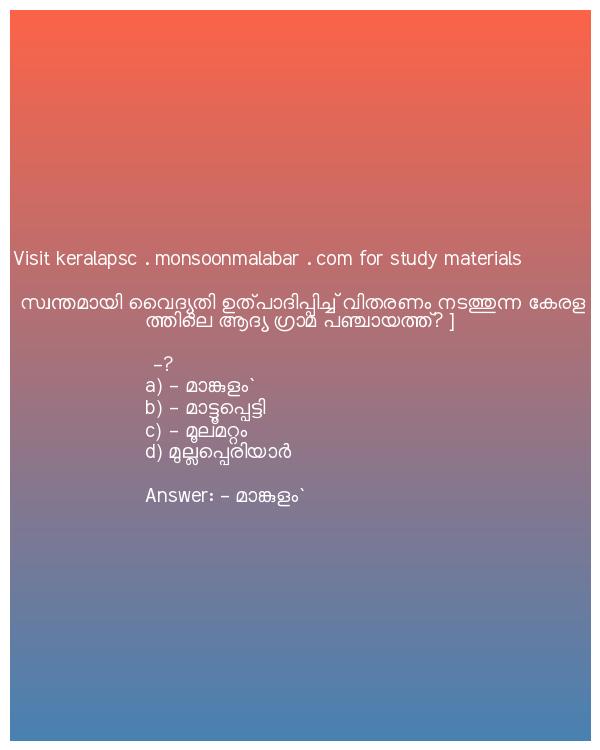 Visit keralapsc . monsoonmalabar . com for study materials
സ്വന്തമായി വൈദ്യുതി ഉത്പാദിപ്പിച്ച് വിതരണം നടത്തുന്ന കേരള
ത്തിലെ ആദ്യ ഗ്രാമ പഞ്ചായത്ത്? ]
-?
a) - മാങ്കുളം`
b) - മാട്ടൂപ്പെട്ടി
c) - മൂലമറ്റം
d) മുല്ലപ്പെരിയാർ
Answer: - മാങ്കുളം`